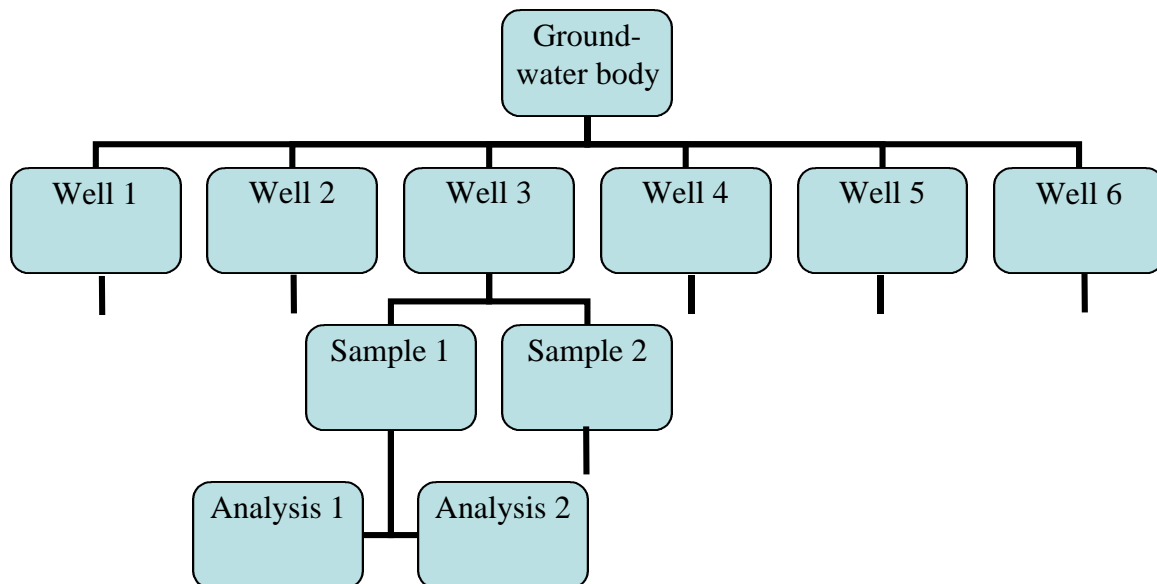 Ground-
water body
Well 1
Well 2
Well 3
Well 4
Well 5
Well 6
Sample 1
Sample 2
Analysis 1
Analysis 2